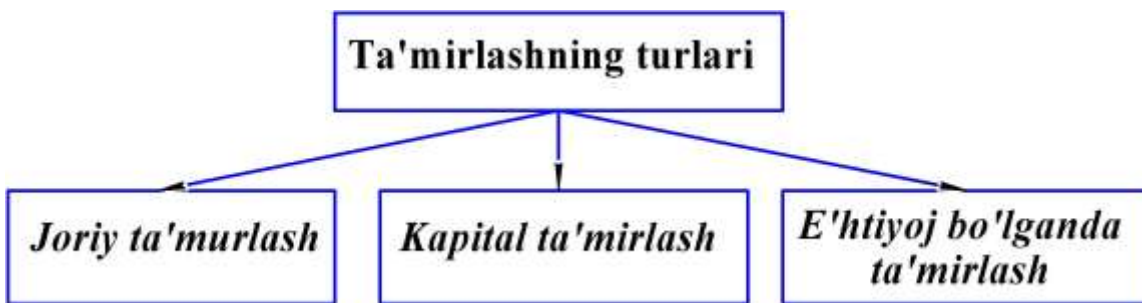 Ta'mirlashning turlari
Joriy ta'murlash
Kapital ta'mirlash
E'htiyoj bo'lganda
ta'mirlash